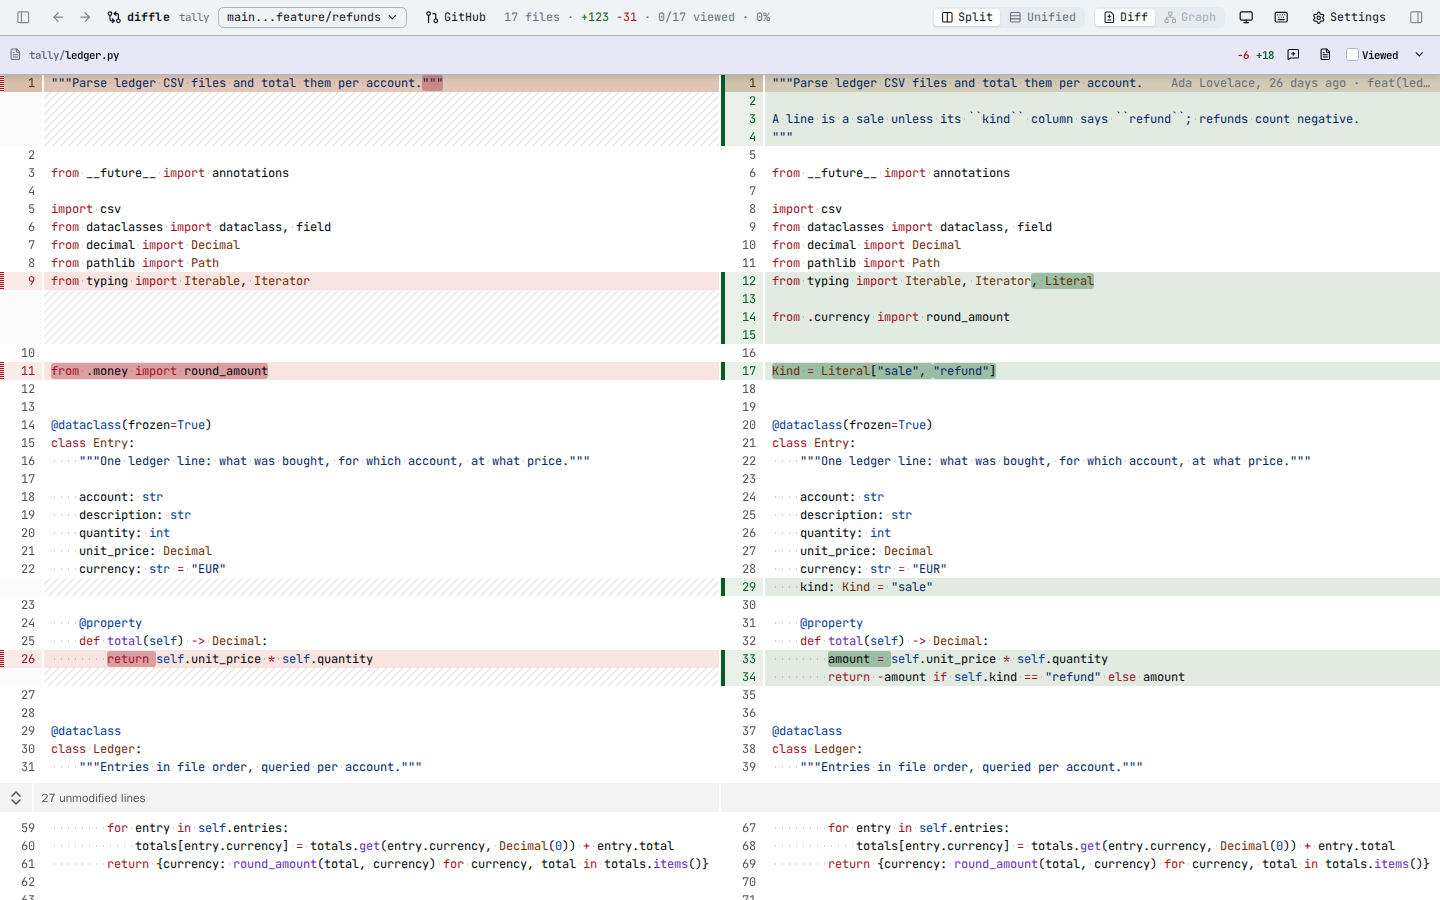 diffle tally main...feature/refunds GitHub 17 files · +123 -31 · 0/17 viewed · 0% Split Unified Diff Graph Settings
tally/ledger.py -6 +18 Viewed
1 """Parse ledger CSV files and total them per account."""
1 """Parse ledger CSV files and total them per account. Ada Lovelace, 26 days ago · feat(led…
2
3 A line is a sale unless its ``kind`` column says ``refund``; refunds count negative.
4 """
2 5
3 from __future__ import annotations 6 from __future__ import annotations
4 7
5 import csv 8 import csv
6 from dataclasses import dataclass, field 9 from dataclasses import dataclass, field
7 from decimal import Decimal 10 from decimal import Decimal
8 from pathlib import Path 11 from pathlib import Path
9 from typing import Iterable, Iterator 12 from typing import Iterable, Iterator, Literal
13
14 from .currency import round_amount
15
10 16
11 from .money import round_amount 17 Kind = Literal["sale", "refund"]
12 18
13 19
14 @dataclass(frozen=True) 20 @dataclass(frozen=True)
15 class Entry: 21 class Entry:
16 """One ledger line: what was bought, for which account, at what price.""" 22 """One ledger line: what was bought, for which account, at what price."""
17 23
18 account: str 24 account: str
19 description: str 25 description: str
20 quantity: int 26 quantity: int
21 unit_price: Decimal 27 unit_price: Decimal
22 currency: str = "EUR" 28 currency: str = "EUR"
29 kind: Kind = "sale"
23 30
24 @property 31 @property
25 def total(self) -> Decimal: 32 def total(self) -> Decimal:
26 return self.unit_price * self.quantity 33 amount = self.unit_price * self.quantity
34 return -amount if self.kind == "refund" else amount
27 35
28 36
29 @dataclass 37 @dataclass
30 class Ledger: 38 class Ledger:
31 """Entries in file order, queried per account.""" 39 """Entries in file order, queried per account."""
27 unmodified lines
59 for entry in self.entries: 67 for entry in self.entries:
60 totals[entry.currency] = totals.get(entry.currency, Decimal(0)) + entry.total 68 totals[entry.currency] = totals.get(entry.currency, Decimal(0)) + entry.total
61 return {currency: round_amount(total, currency) for currency, total in totals.items()} 69 return {currency: round_amount(total, currency) for currency, total in totals.items()}
62 70
63 71